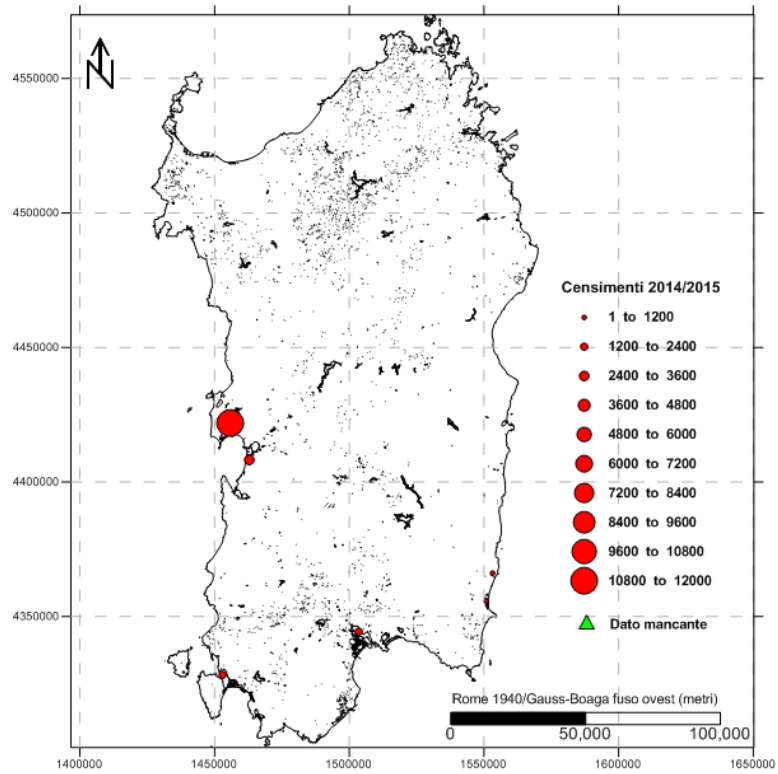 N
4550000
4500000
4450000
4400000
4350000
Censimenti 2014/2015
1 to 1200
1200 to 2400
2400 to 3600
3600 to 4800
4800 to 6000
6000 to 7200
7200 to 8400
8400 to 9600
9600 to 10800
10800 to 12000
Dato mancante
Rome 1940/Gauss-Boaga fuso ovest (metri)
0 50,000 100,000
1400000 1450000 1500000 1550000 1600000 1650000